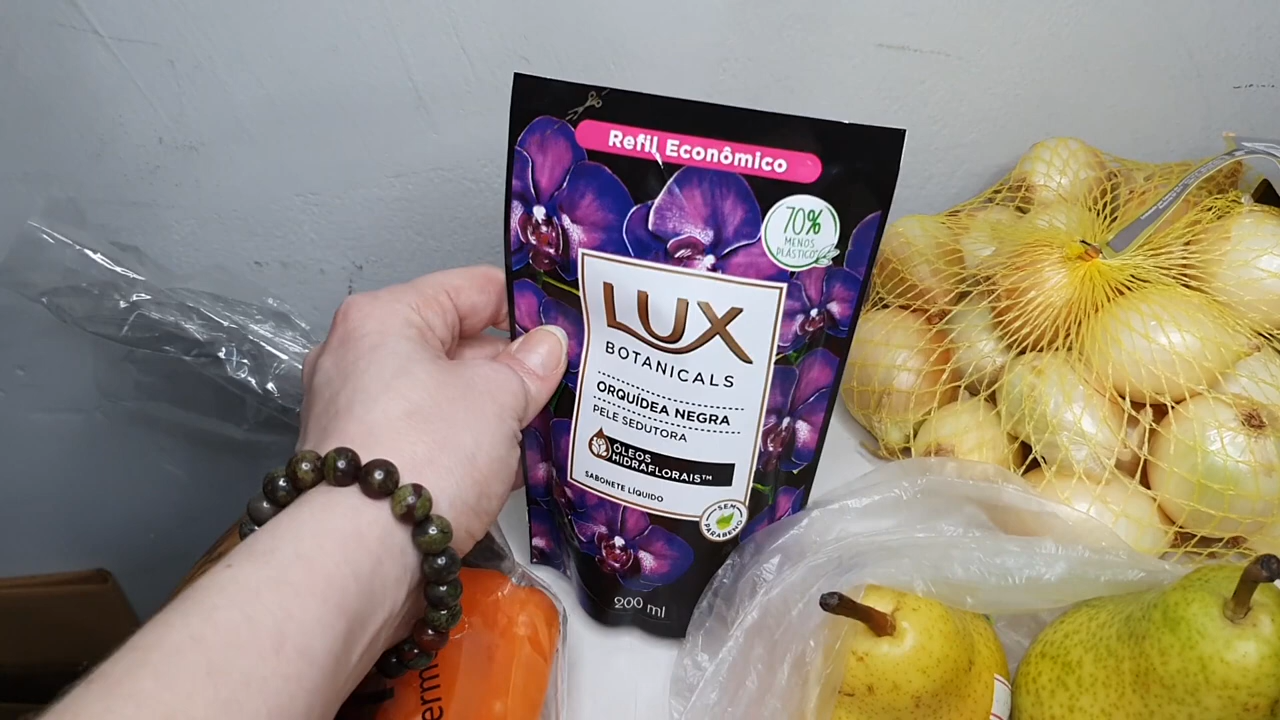 Refil Econômico
70%
MENOS
PLÁSTICO*
LUX
BOTANICALS
ORQUÍDEA NEGRA
PELE SEDUTORA
ÓLEOS
HIDRAFLORAIS™
SABONETE LÍQUIDO
SEM
PARABENO
200 ml
erm